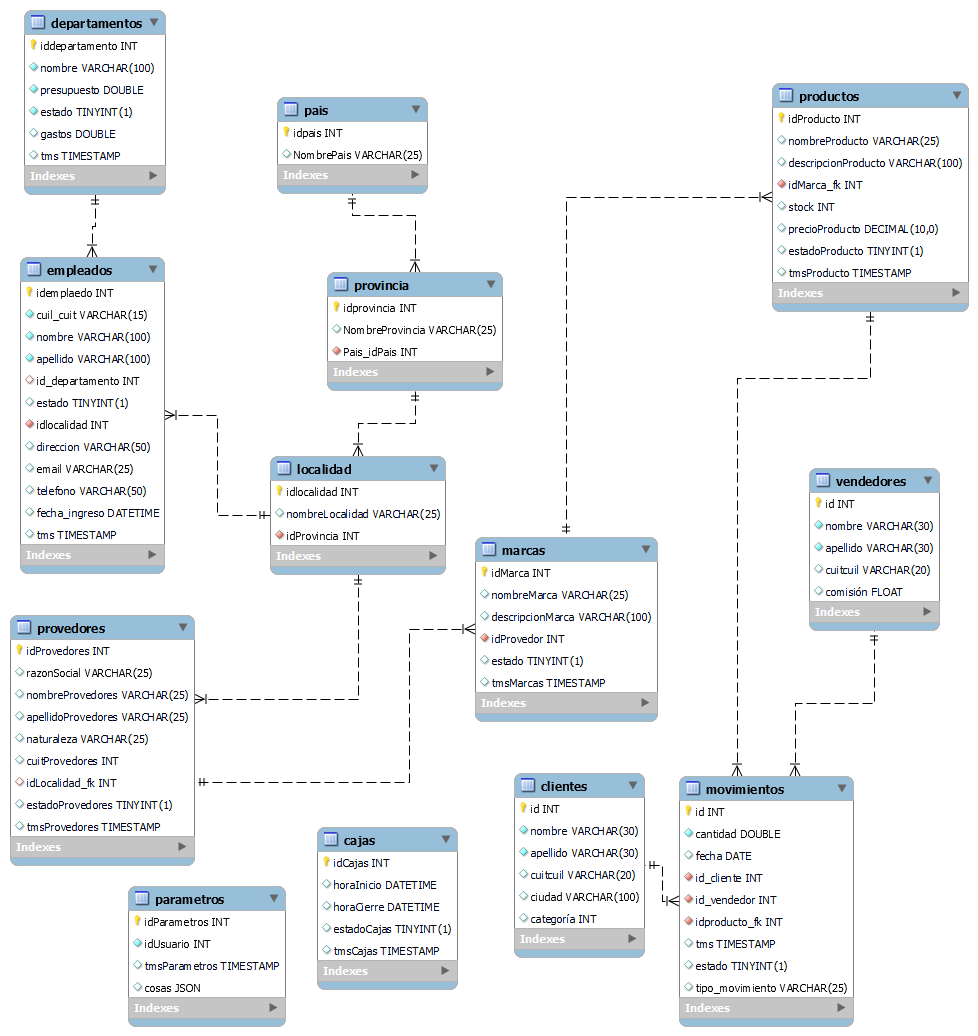 departamentos
iddepartamento INT
nombre VARCHAR(100)
presupuesto DOUBLE
estado TINYINT(1)
gastos DOUBLE
tms TIMESTAMP
Indexes
pais
idpais INT
NombrePais VARCHAR(25)
Indexes
productos
idProducto INT
nombreProducto VARCHAR(25)
descripcionProducto VARCHAR(100)
idMarca_fk INT
stock INT
precioProducto DECIMAL(10,0)
estadoProducto TINYINT(1)
tmsProducto TIMESTAMP
Indexes
empleados
idemplaedo INT
cuil_cuit VARCHAR(15)
nombre VARCHAR(100)
apellido VARCHAR(100)
id_departamento INT
estado TINYINT(1)
idlocalidad INT
direccion VARCHAR(50)
email VARCHAR(25)
telefono VARCHAR(50)
fecha_ingreso DATETIME
tms TIMESTAMP
Indexes
provincia
idprovincia INT
NombreProvincia VARCHAR(25)
Pais_idPais INT
Indexes
localidad
idlocalidad INT
nombreLocalidad VARCHAR(25)
idProvincia INT
Indexes
vendedores
id INT
nombre VARCHAR(30)
apellido VARCHAR(30)
cuitcuil VARCHAR(20)
comisión FLOAT
Indexes
marcas
idMarca INT
nombreMarca VARCHAR(25)
descripcionMarca VARCHAR(100)
idProvedor INT
estado TINYINT(1)
tmsMarcas TIMESTAMP
Indexes
provedores
idProvedores INT
razonSocial VARCHAR(25)
nombreProvedores VARCHAR(25)
apellidoProvedores VARCHAR(25)
naturaleza VARCHAR(25)
cuitProvedores INT
idLocalidad_fk INT
estadoProvedores TINYINT(1)
tmsProvedores TIMESTAMP
Indexes
clientes
id INT
nombre VARCHAR(30)
apellido VARCHAR(30)
cuitcuil VARCHAR(20)
ciudad VARCHAR(100)
categoría INT
Indexes
movimientos
id INT
cantidad DOUBLE
fecha DATE
id_cliente INT
id_vendedor INT
idproducto_fk INT
tms TIMESTAMP
estado TINYINT(1)
tipo_movimiento VARCHAR(25)
Indexes
cajas
idCajas INT
horaInicio DATETIME
horaCierre DATETIME
estadoCajas TINYINT(1)
tmsCajas TIMESTAMP
Indexes
parametros
idParametros INT
idUsuario INT
tmsParametros TIMESTAMP
cosas JSON
Indexes